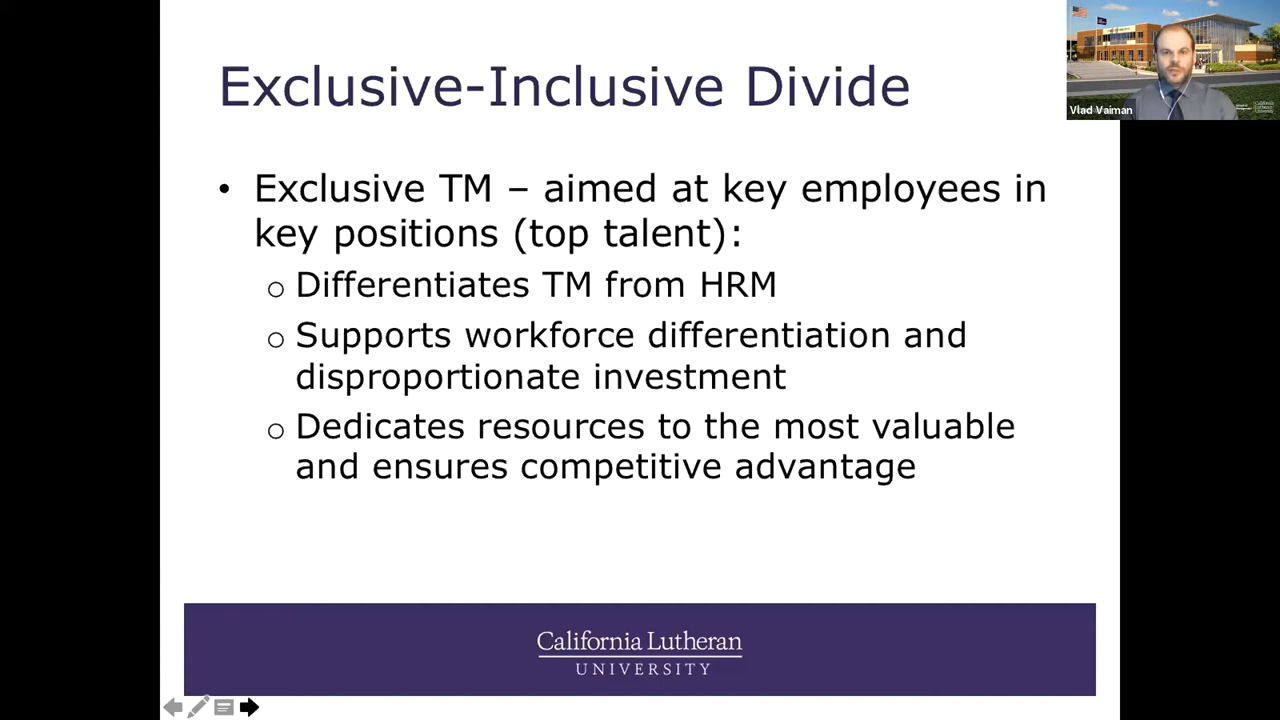 Exclusive-Inclusive Divide
Vlad Vaiman
• Exclusive TM – aimed at key employees in
key positions (top talent):
o Differentiates TM from HRM
o Supports workforce differentiation and
disproportionate investment
o Dedicates resources to the most valuable
and ensures competitive advantage
California Lutheran
UNIVERSITY